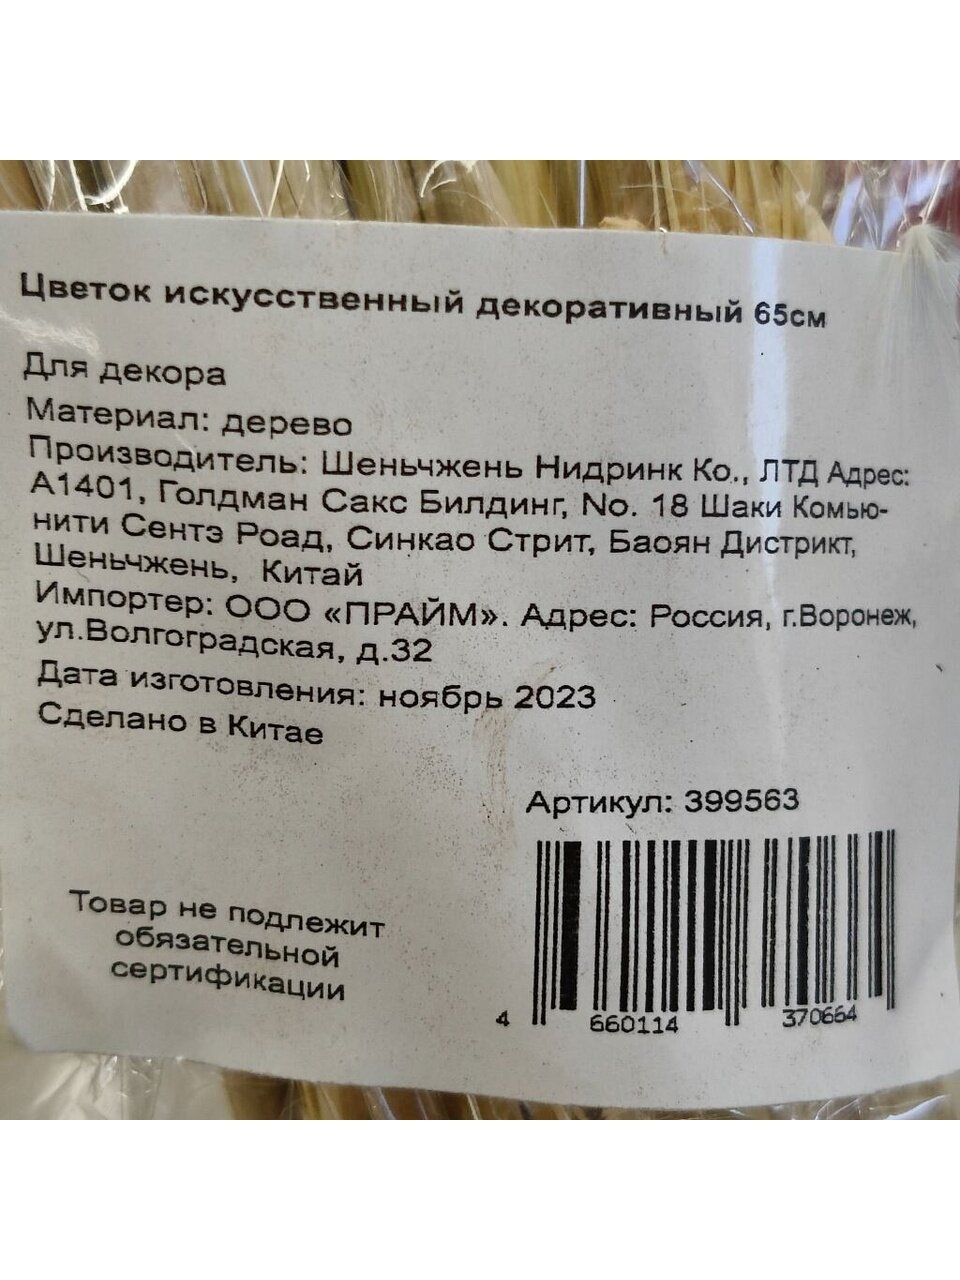 Цветок искусственный декоративный 65см
Для декора
Материал: дерево
Производитель: Шеньчжень Нидринк Ко., ЛТД Адрес:
А1401, Голдман Сакс Билдинг, No. 18 Шаки Комью-
нити Сентэ Роад, Синкао Стрит, Баоян Дистрикт,
Шеньчжень, Китай
Импортер: ООО «ПРАЙМ». Адрес: Россия, г.Воронеж,
ул.Волгоградская, д.32
Дата изготовления: ноябрь 2023
Сделано в Китае
Артикул: 399563
Товар не подлежит
обязательной
сертификации
4 660114 370664